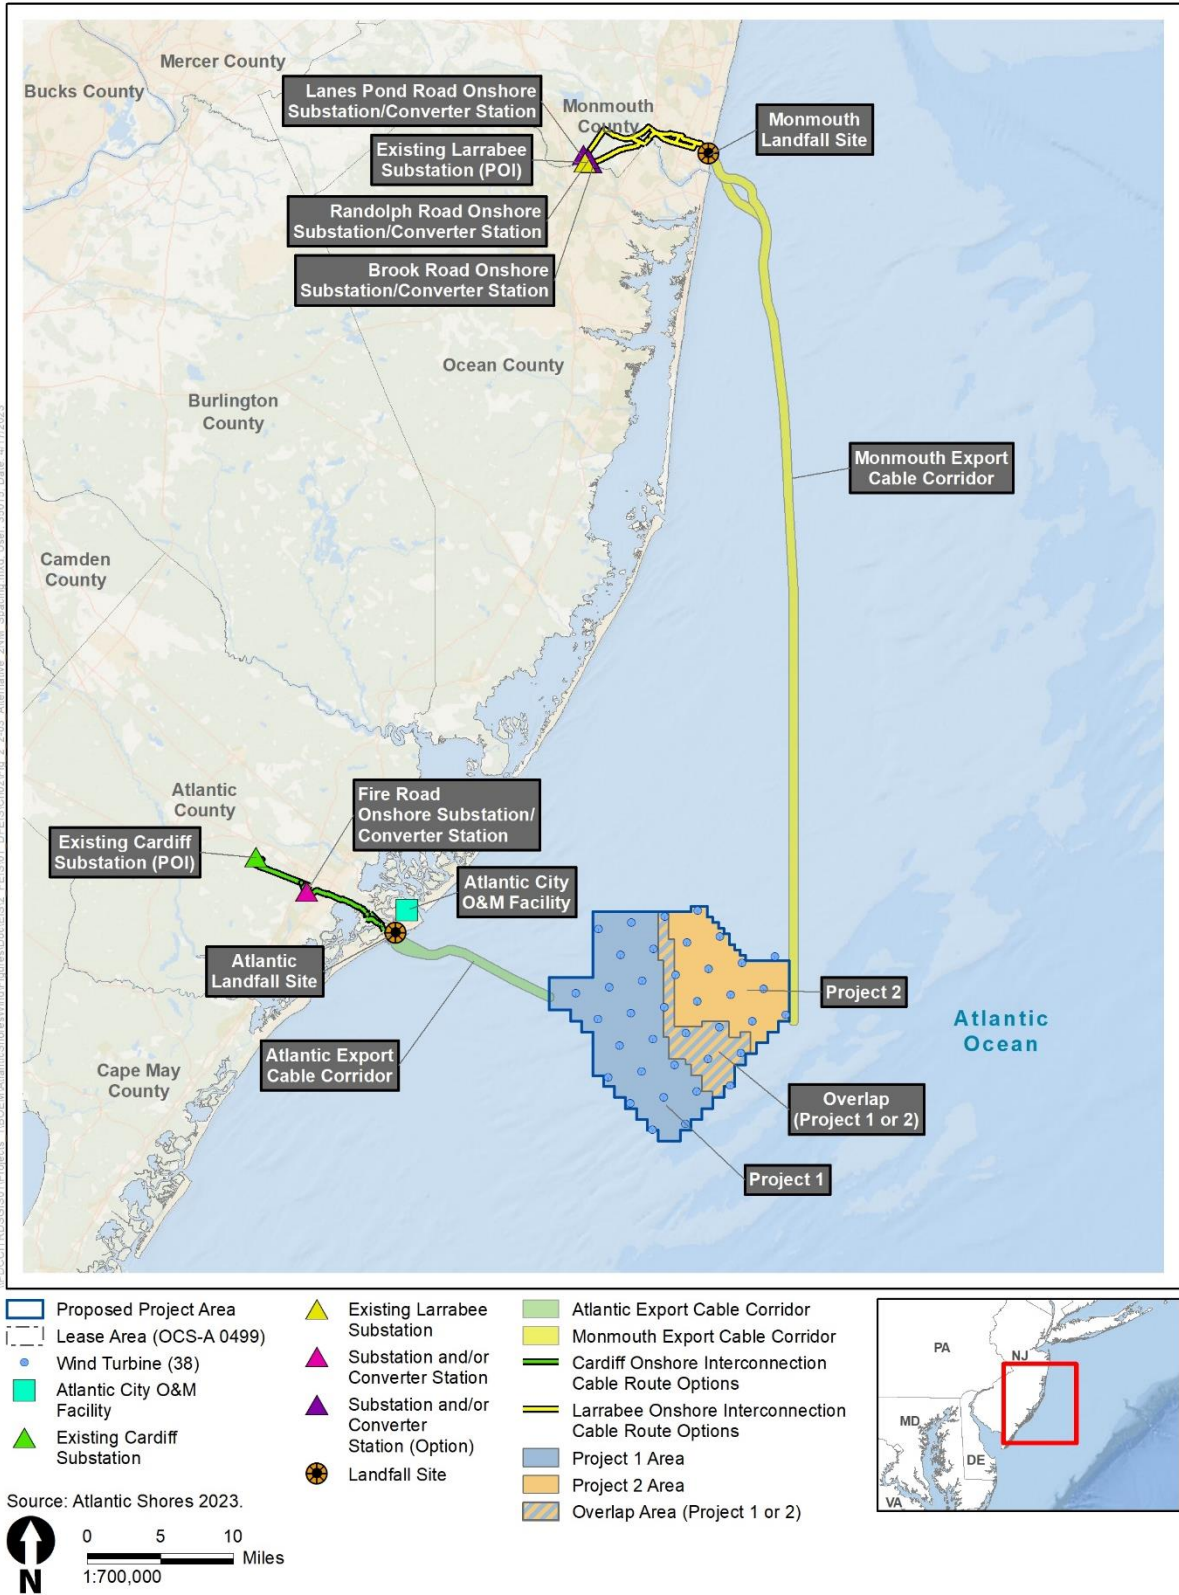 Mercer County
Bucks County
Lanes Pond Road Onshore
Substation/Converter Station
Monmouth
County
Monmouth
Landfall Site
Existing Larrabee
Substation (POI)
Randolph Road Onshore
Substation/Converter Station
Brook Road Onshore
Substation/Converter Station
Ocean County
Burlington
County
Monmouth Export
Cable Corridor
Camden
County
Atlantic
County
Fire Road
Onshore Substation/
Converter Station
Existing Cardiff
Substation (POI)
Atlantic City
O&M Facility
Atlantic
Landfall Site
Project 2
Atlantic
Ocean
Atlantic Export
Cable Corridor
Cape May
County
Overlap
(Project 1 or 2)
Project 1
Proposed Project Area
Lease Area (OCS-A 0499)
Wind Turbine (38)
Atlantic City O&M
Facility
Existing Cardiff
Substation
Existing Larrabee
Substation
Substation and/or
Converter Station
Substation and/or
Converter
Station (Option)
Landfall Site
Atlantic Export Cable Corridor
Monmouth Export Cable Corridor
Cardiff Onshore Interconnection
Cable Route Options
Larrabee Onshore Interconnection
Cable Route Options
Project 1 Area
Project 2 Area
Overlap Area (Project 1 or 2)
PA
NJ
MD
DE
VA
Source: Atlantic Shores 2023.
0 5 10
Miles
1:700,000
N